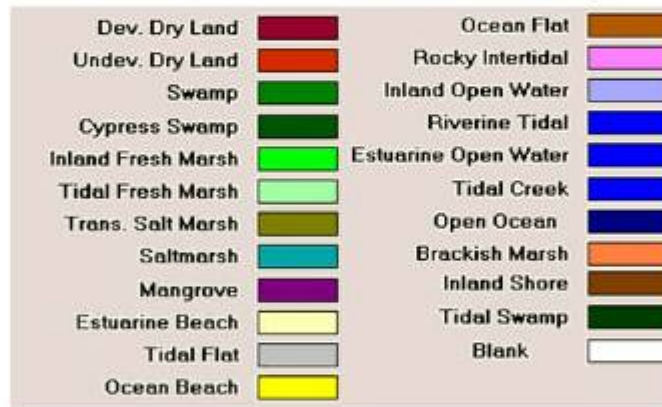 Dev. Dry Land
Undev. Dry Land
Swamp
Cypress Swamp
Inland Fresh Marsh
Tidal Fresh Marsh
Trans. Salt Marsh
Saltmarsh
Mangrove
Estuarine Beach
Tidal Flat
Ocean Beach
Ocean Flat
Rocky Intertidal
Inland Open Water
Riverine Tidal
Estuarine Open Water
Tidal Creek
Open Ocean
Brackish Marsh
Inland Shore
Tidal Swamp
Blank